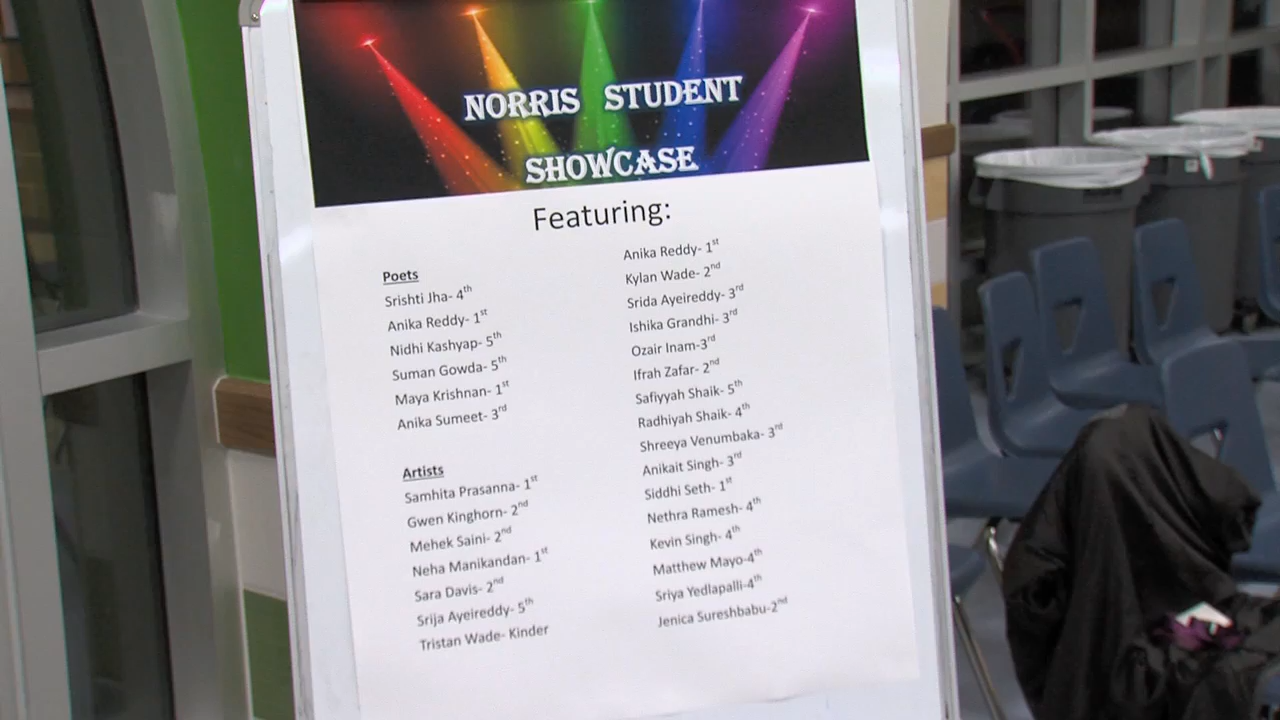 NORRIS STUDENT
SHOWCASE
Featuring:
Poets
Srishti Jha- 4th
Anika Reddy- 1st
Nidhi Kashyap- 5th
Suman Gowda- 5th
Maya Krishnan- 1st
Anika Sumeet- 3rd
Artists
Samhita Prasanna- 1st
Gwen Kinghorn- 2nd
Mehek Saini- 2nd
Neha Manikandan- 1st
Sara Davis- 2nd
Srija Ayeireddy- 5th
Tristan Wade- Kinder
Anika Reddy- 1st
Kylan Wade- 2nd
Srida Ayeireddy- 3rd
Ishika Grandhi- 3rd
Ozair Inam-3rd
Ifrah Zafar- 2nd
Safiyyah Shaik- 5th
Radhiyah Shaik- 4th
Shreeya Venumbaka- 3rd
Anikait Singh- 3rd
Siddhi Seth- 1st
Nethra Ramesh- 4th
Kevin Singh- 4th
Matthew Mayo-4th
Sriya Yedlapalli-4th
Jenica Sureshbabu-2nd